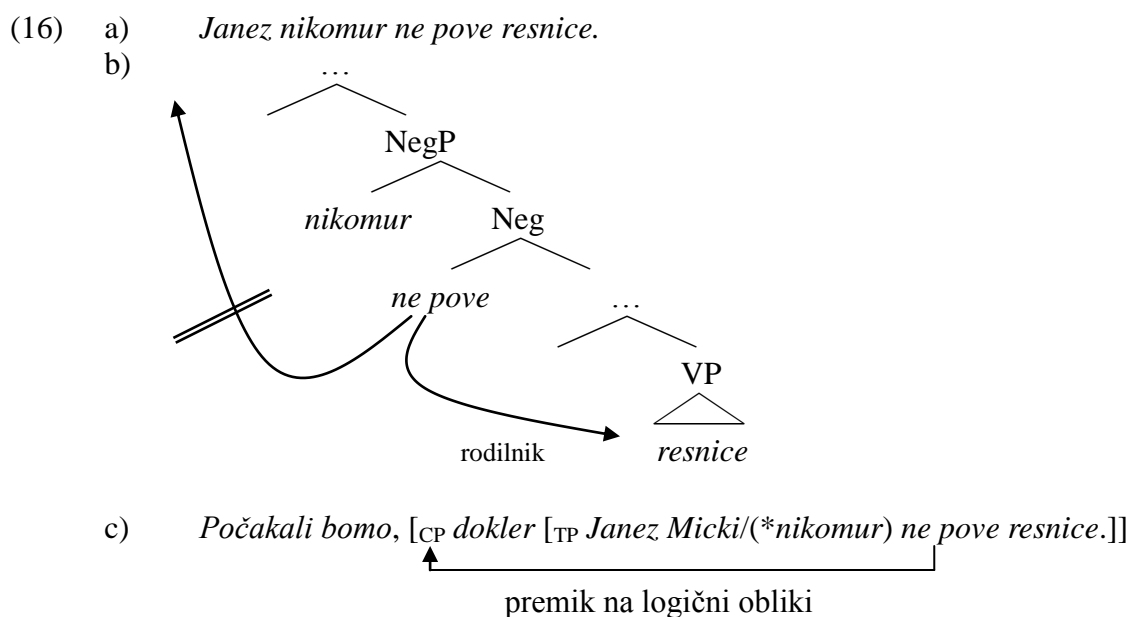 (16) a) Janez nikomur ne pove resnice.
b)
…
NegP
nikomur Neg
ne pove …
VP
rodilnik resnice
c) Počakali bomo, [CP dokler [TP Janez Micki/(*nikomur) ne pove resnice.]]
premik na logični obliki